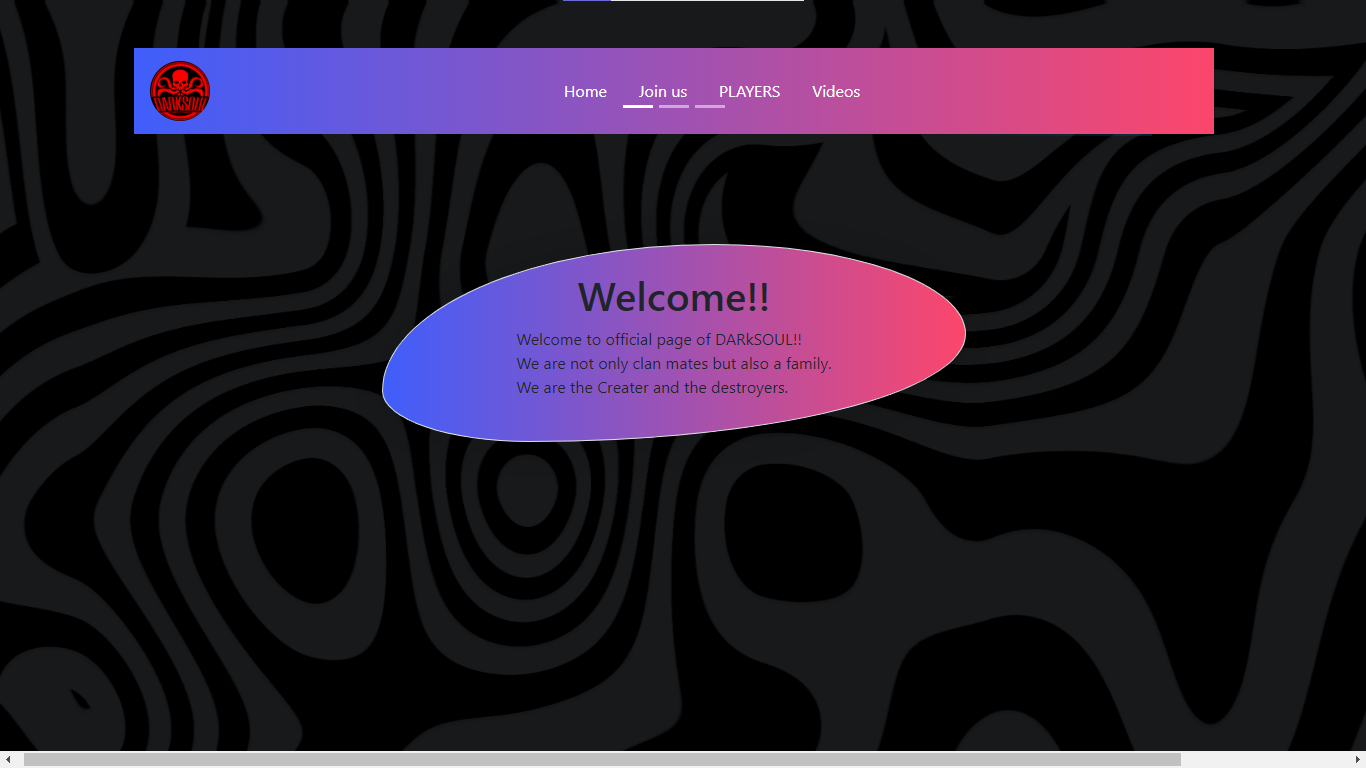 DARKSOUL
Home Join us PLAYERS Videos
Welcome!!
Welcome to official page of DARkSOUL!!
We are not only clan mates but also a family.
We are the Creater and the destroyers.